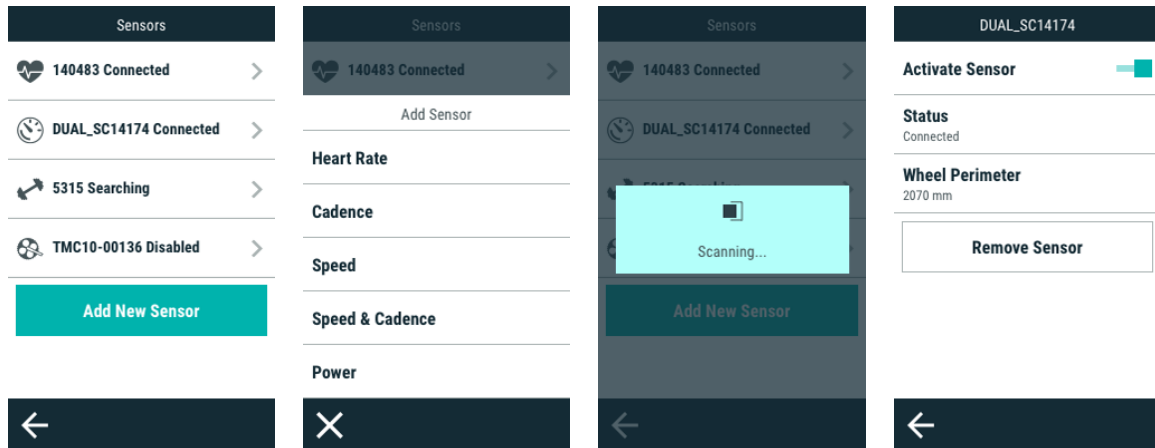 Sensors
140483 Connected
DUAL_SC14174 Connected
5315 Searching
TMC10-00136 Disabled
Add New Sensor
Sensors
140483 Connected
Add Sensor
Heart Rate
Cadence
Speed
Speed & Cadence
Power
Sensors
140483 Connected
DUAL_SC14174 Connected
Scanning...
Add New Sensor
DUAL_SC14174
Activate Sensor
Status
Connected
Wheel Perimeter
2070 mm
Remove Sensor